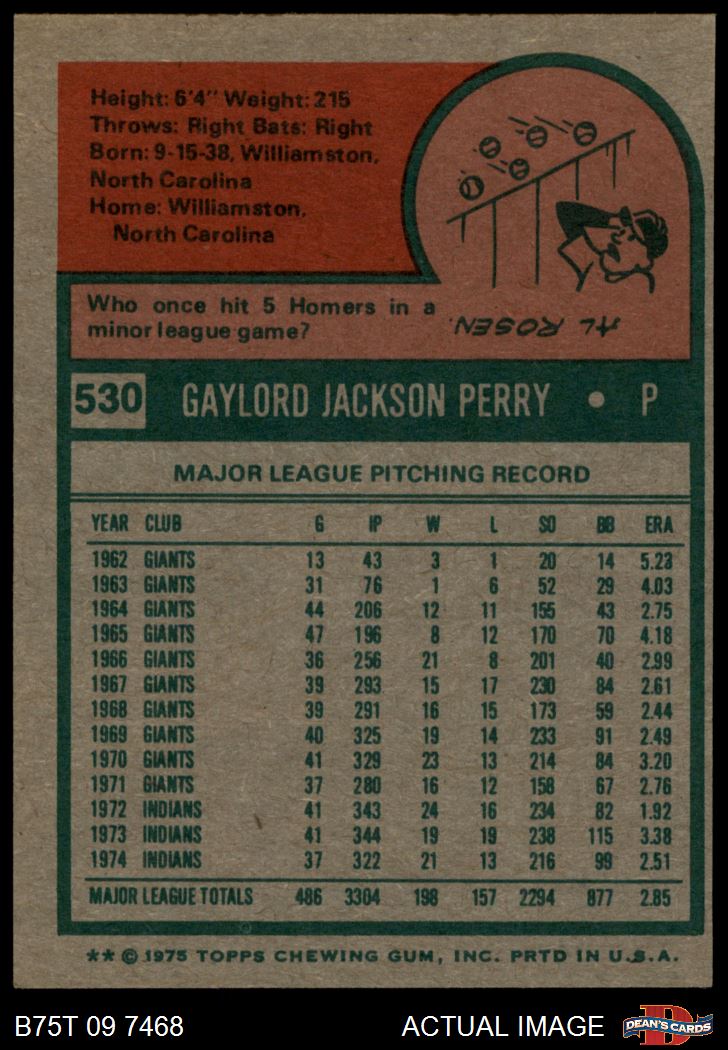 Height: 6'4" Weight: 215
Throws: Right Bats: Right
Born: 9-15-38, Williamston,
North Carolina
Home: Williamston,
North Carolina
Who once hit 5 Homers in a
minor league game?
AL ROSEN.
530 GAYLORD JACKSON PERRY • P
MAJOR LEAGUE PITCHING RECORD
YEAR CLUB G IP W L SO BB ERA
1962 GIANTS 13 43 3 1 20 14 5.23
1963 GIANTS 31 76 1 6 52 29 4.03
1964 GIANTS 44 206 12 11 155 43 2.75
1965 GIANTS 47 196 8 12 170 70 4.18
1966 GIANTS 36 256 21 8 201 40 2.99
1967 GIANTS 39 293 15 17 230 84 2.61
1968 GIANTS 39 291 16 15 173 59 2.44
1969 GIANTS 40 325 19 14 233 91 2.49
1970 GIANTS 41 329 23 13 214 84 3.20
1971 GIANTS 37 280 16 12 158 67 2.76
1972 INDIANS 41 343 24 16 234 82 1.92
1973 INDIANS 41 344 19 19 238 115 3.38
1974 INDIANS 37 322 21 13 216 99 2.51
MAJOR LEAGUE TOTALS 486 3304 198 157 2294 877 2.85
** © 1975 TOPPS CHEWING GUM, INC. PRTD IN U.S.A.
B75T 09 7468 ACTUAL IMAGE D DEAN'S CARDS